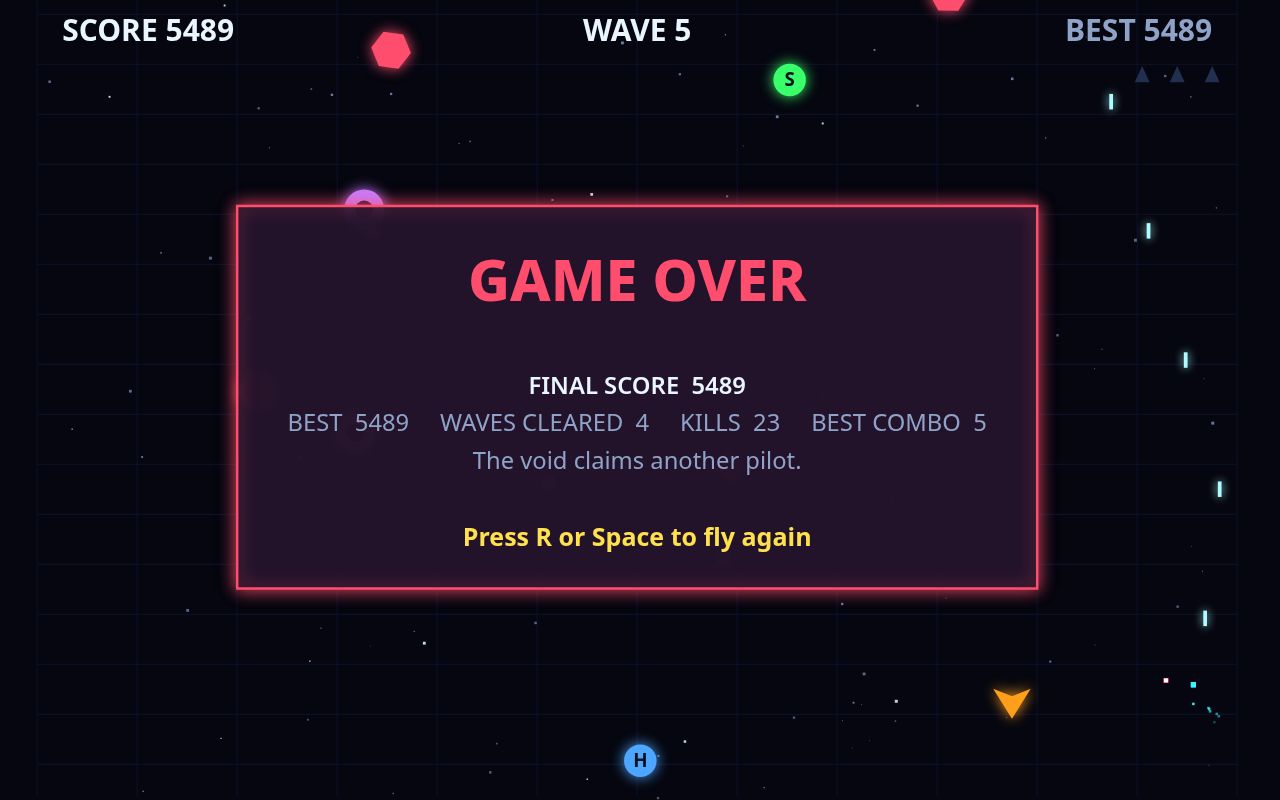 SCORE 5489 WAVE 5 BEST 5489
S
GAME OVER
FINAL SCORE 5489
BEST 5489 WAVES CLEARED 4 KILLS 23 BEST COMBO 5
The void claims another pilot.
Press R or Space to fly again
H